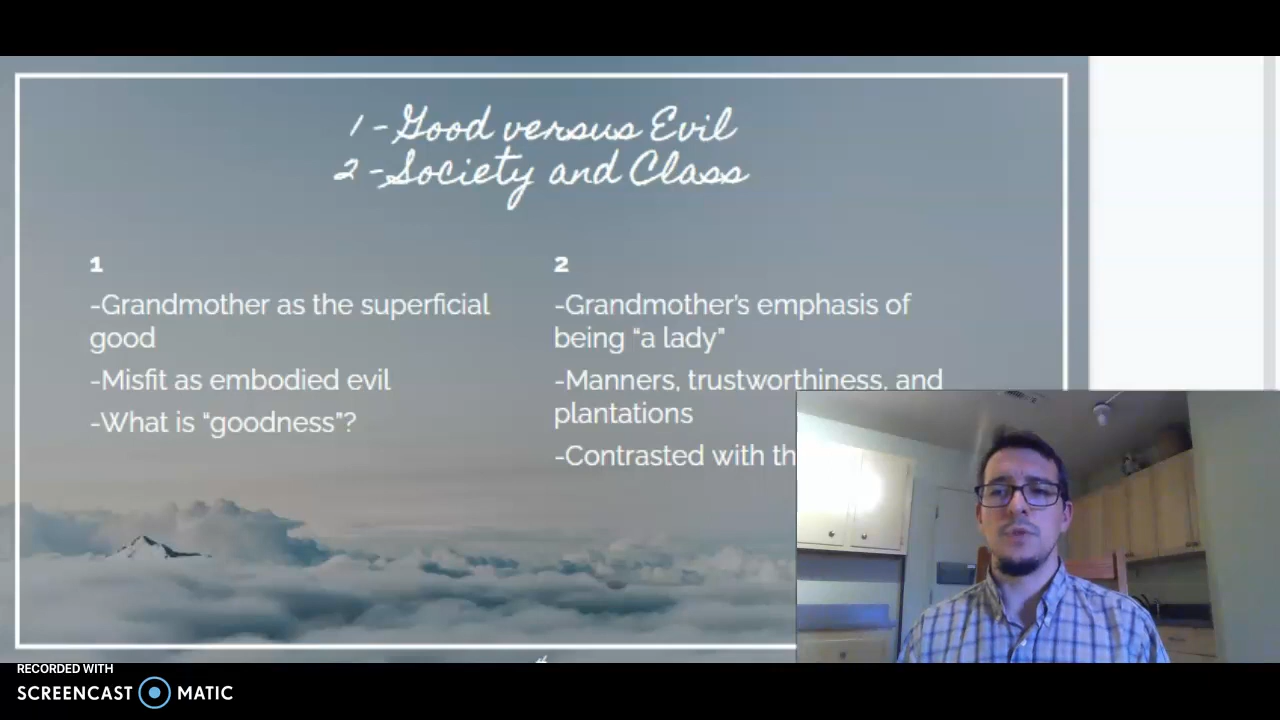 1 - Good versus Evil
2 - Society and Class
1
-Grandmother as the superficial
good
-Misfit as embodied evil
-What is “goodness”?
2
-Grandmother’s emphasis of
being “a lady”
-Manners, trustworthiness, and
plantations
-Contrasted with
RECORDED WITH
SCREENCAST MATIC